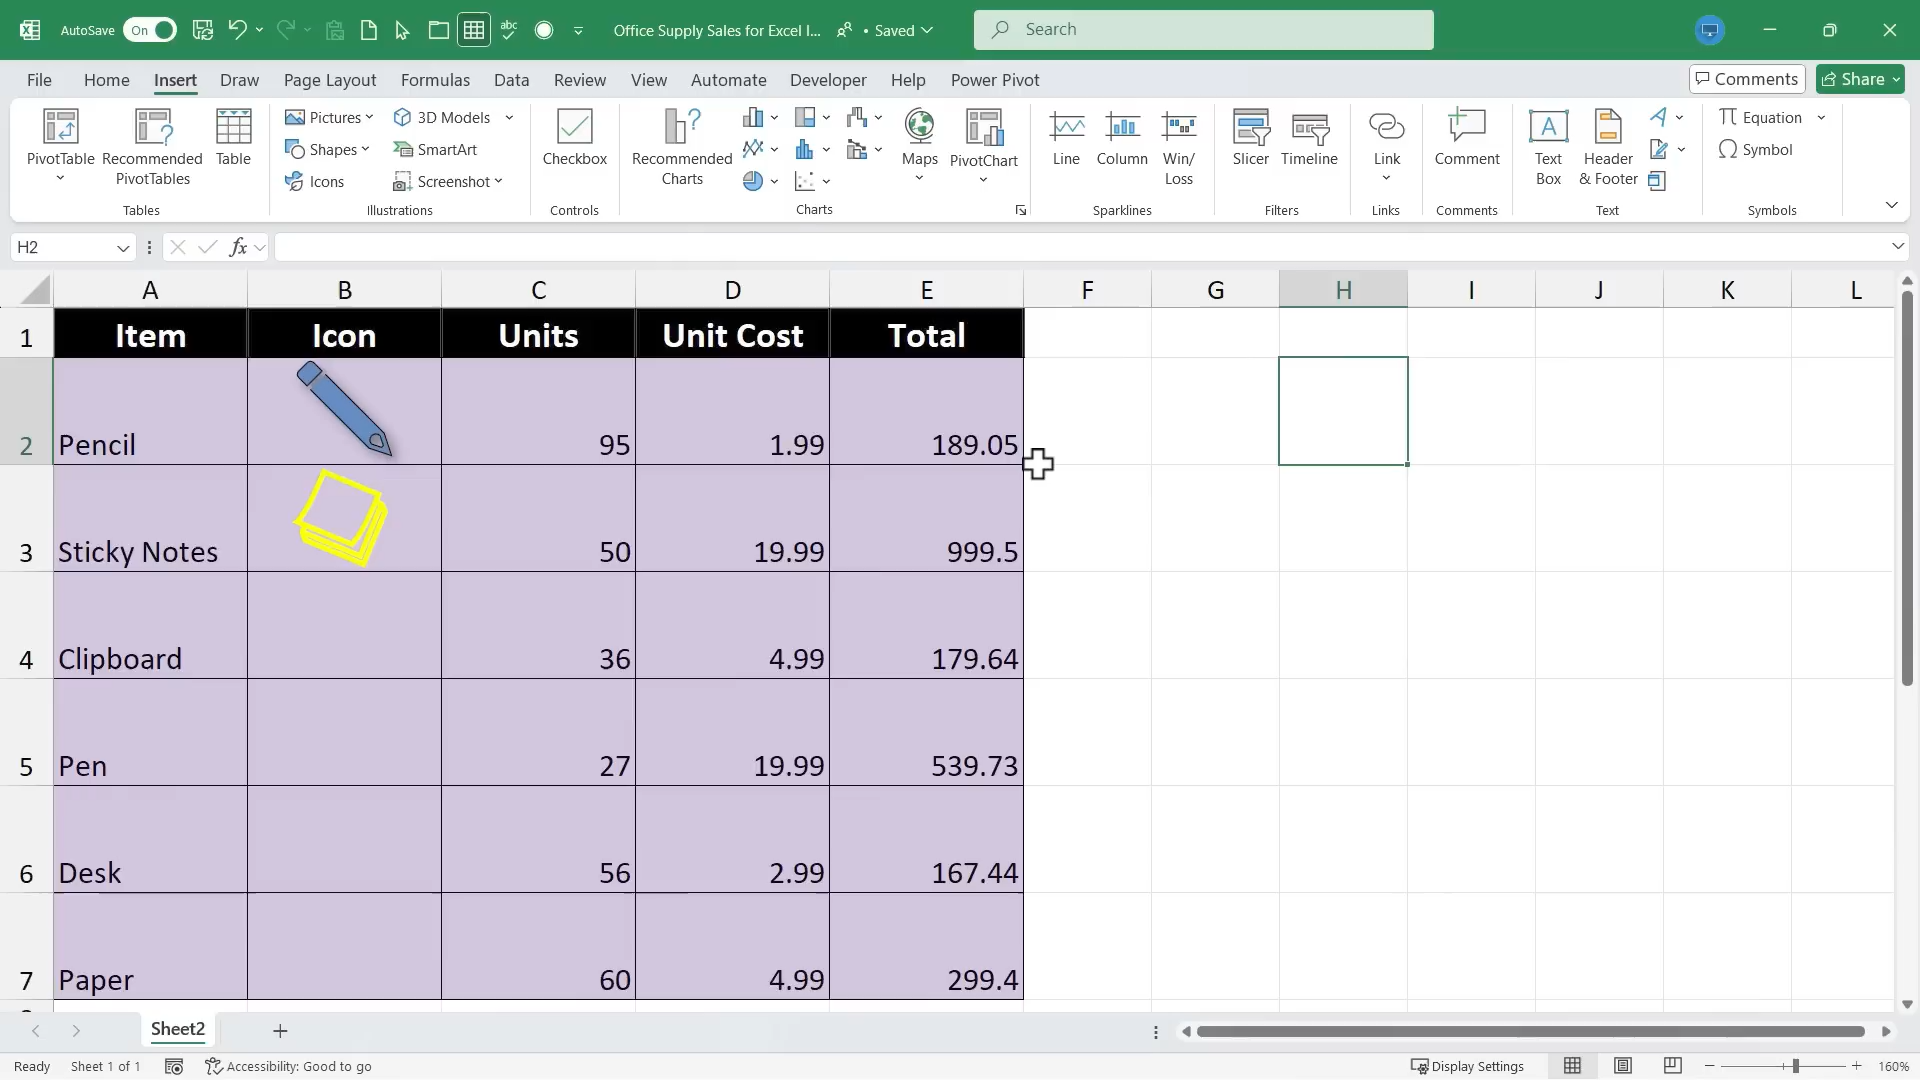 AutoSave On Office Supply Sales for Excel I... • Saved Search
File Home Insert Draw Page Layout Formulas Data Review View Automate Developer Help Power Pivot Comments Share
PivotTable Recommended PivotTables Table
Tables
Pictures 3D Models
Shapes SmartArt
Icons Screenshot
Illustrations
Checkbox
Controls
Recommended Charts Maps PivotChart
Charts
Line Column Win/Loss
Sparklines
Slicer Timeline
Filters
Link
Links
Comment
Comments
Text Box Header & Footer
Text
Equation
Symbol
Symbols
H2 fx
A B C D E F G H I J K L
1 Item Icon Units Unit Cost Total
2 Pencil 95 1.99 189.05
3 Sticky Notes 50 19.99 999.5
4 Clipboard 36 4.99 179.64
5 Pen 27 19.99 539.73
6 Desk 56 2.99 167.44
7 Paper 60 4.99 299.4
Sheet2
Ready Sheet 1 of 1 Accessibility: Good to go Display Settings 160%